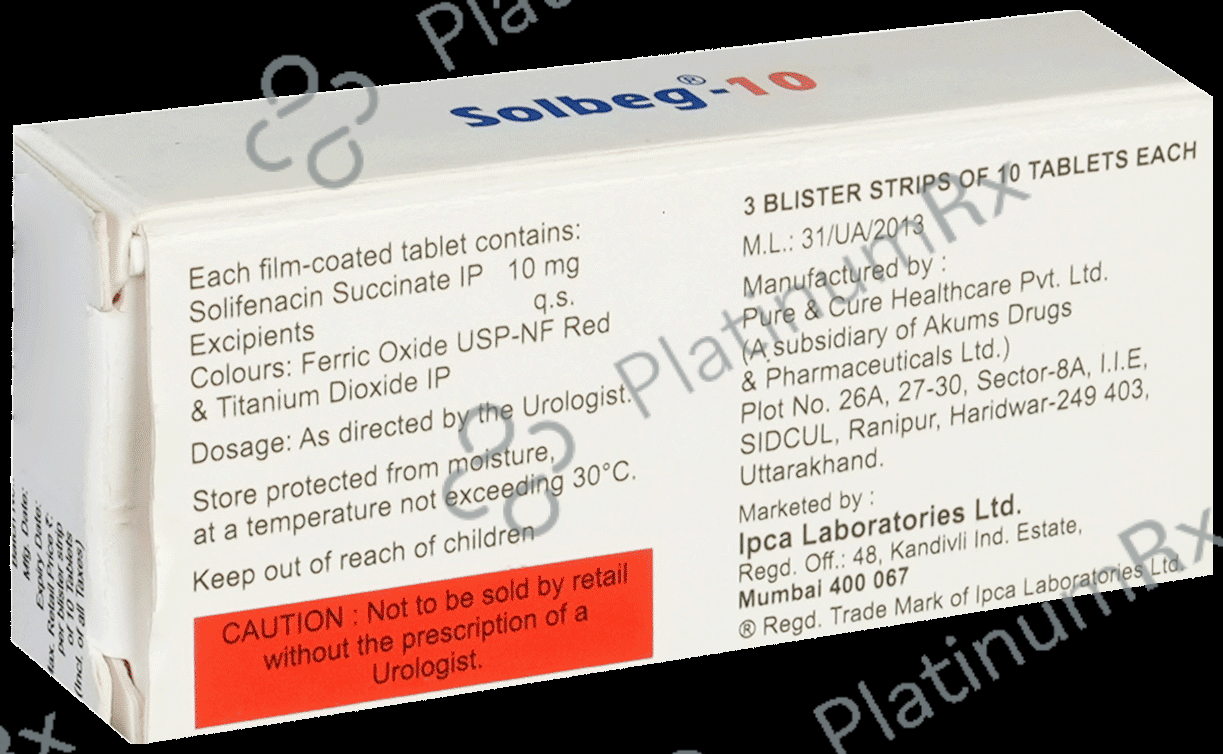 Solbeg®-10
Each film-coated tablet contains:
Solifenacin Succinate IP 10 mg
Excipients q.s.
Colours: Ferric Oxide USP-NF Red
& Titanium Dioxide IP
Dosage: As directed by the Urologist.
Store protected from moisture,
at a temperature not exceeding 30°C.
Keep out of reach of children
CAUTION : Not to be sold by retail
without the prescription of a
Urologist.
3 BLISTER STRIPS OF 10 TABLETS EACH
M.L.: 31/UA/2013
Manufactured by :
Pure & Cure Healthcare Pvt. Ltd.
(A subsidiary of Akums Drugs
& Pharmaceuticals Ltd.)
Plot No. 26A, 27-30, Sector-8A, I.I.E,
SIDCUL, Ranipur, Haridwar-249 403,
Uttarakhand.
Marketed by :
Ipca Laboratories Ltd.
Regd. Off.: 48, Kandivli Ind. Estate,
Mumbai 400 067
® Regd. Trade Mark of Ipca Laboratories Ltd.
Mfg. Date:
Expiry Date:
Retail Price
per blister strip
of 10 Tablets
(Incl. of all Taxes)
PlatinumRx
PlatinumRx
PlatinumRx